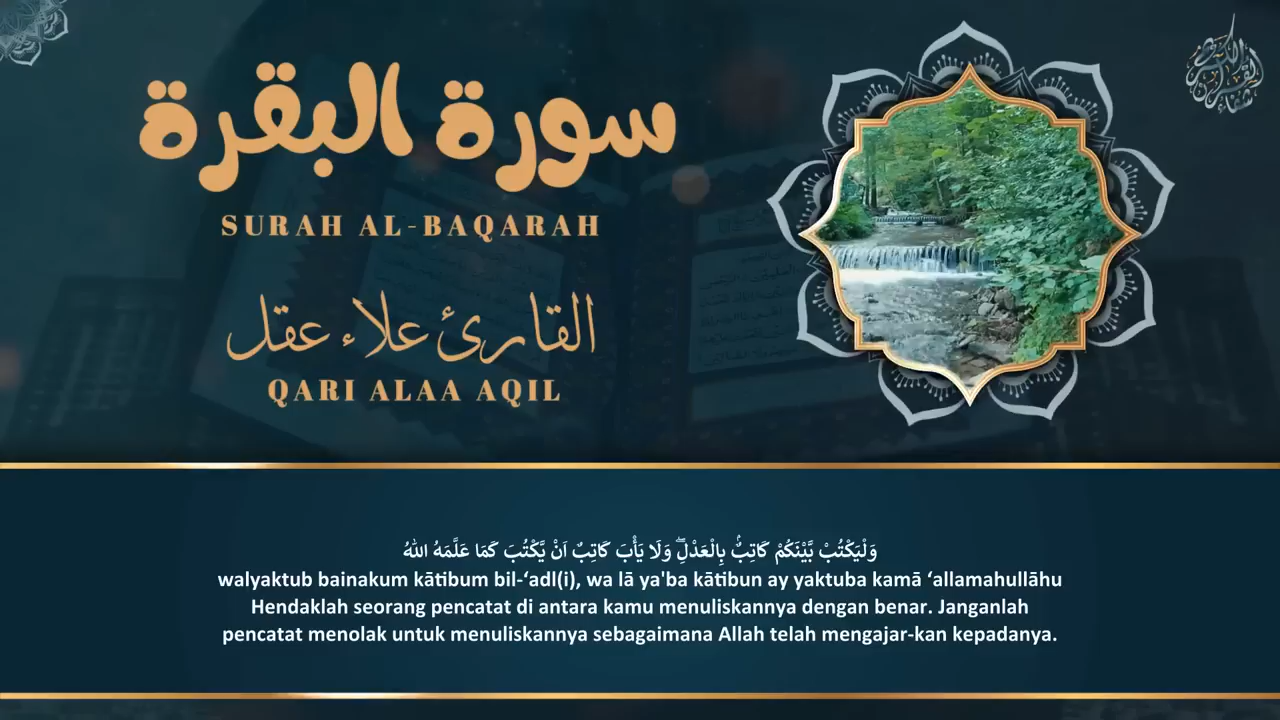 سورة البقرة
SURAH AL-BAQARAH
القارئ علاء عقل
QARI ALAA AQIL
وَلْيَكْتُبْ بَّيْنَكُمْ كَاتِبٌۢ بِالْعَدْلِۖ وَلَا يَأْبَ كَاتِبٌ اَنْ يَّكْتُبَ كَمَا عَلَّمَهُ اللّٰهُ
walyaktub bainakum kātibum bil-‘adl(i), wa lā ya'ba kātibun ay yaktuba kamā ‘allamahullāhu
Hendaklah seorang pencatat di antara kamu menuliskannya dengan benar. Janganlah
pencatat menolak untuk menuliskannya sebagaimana Allah telah mengajar-kan kepadanya.